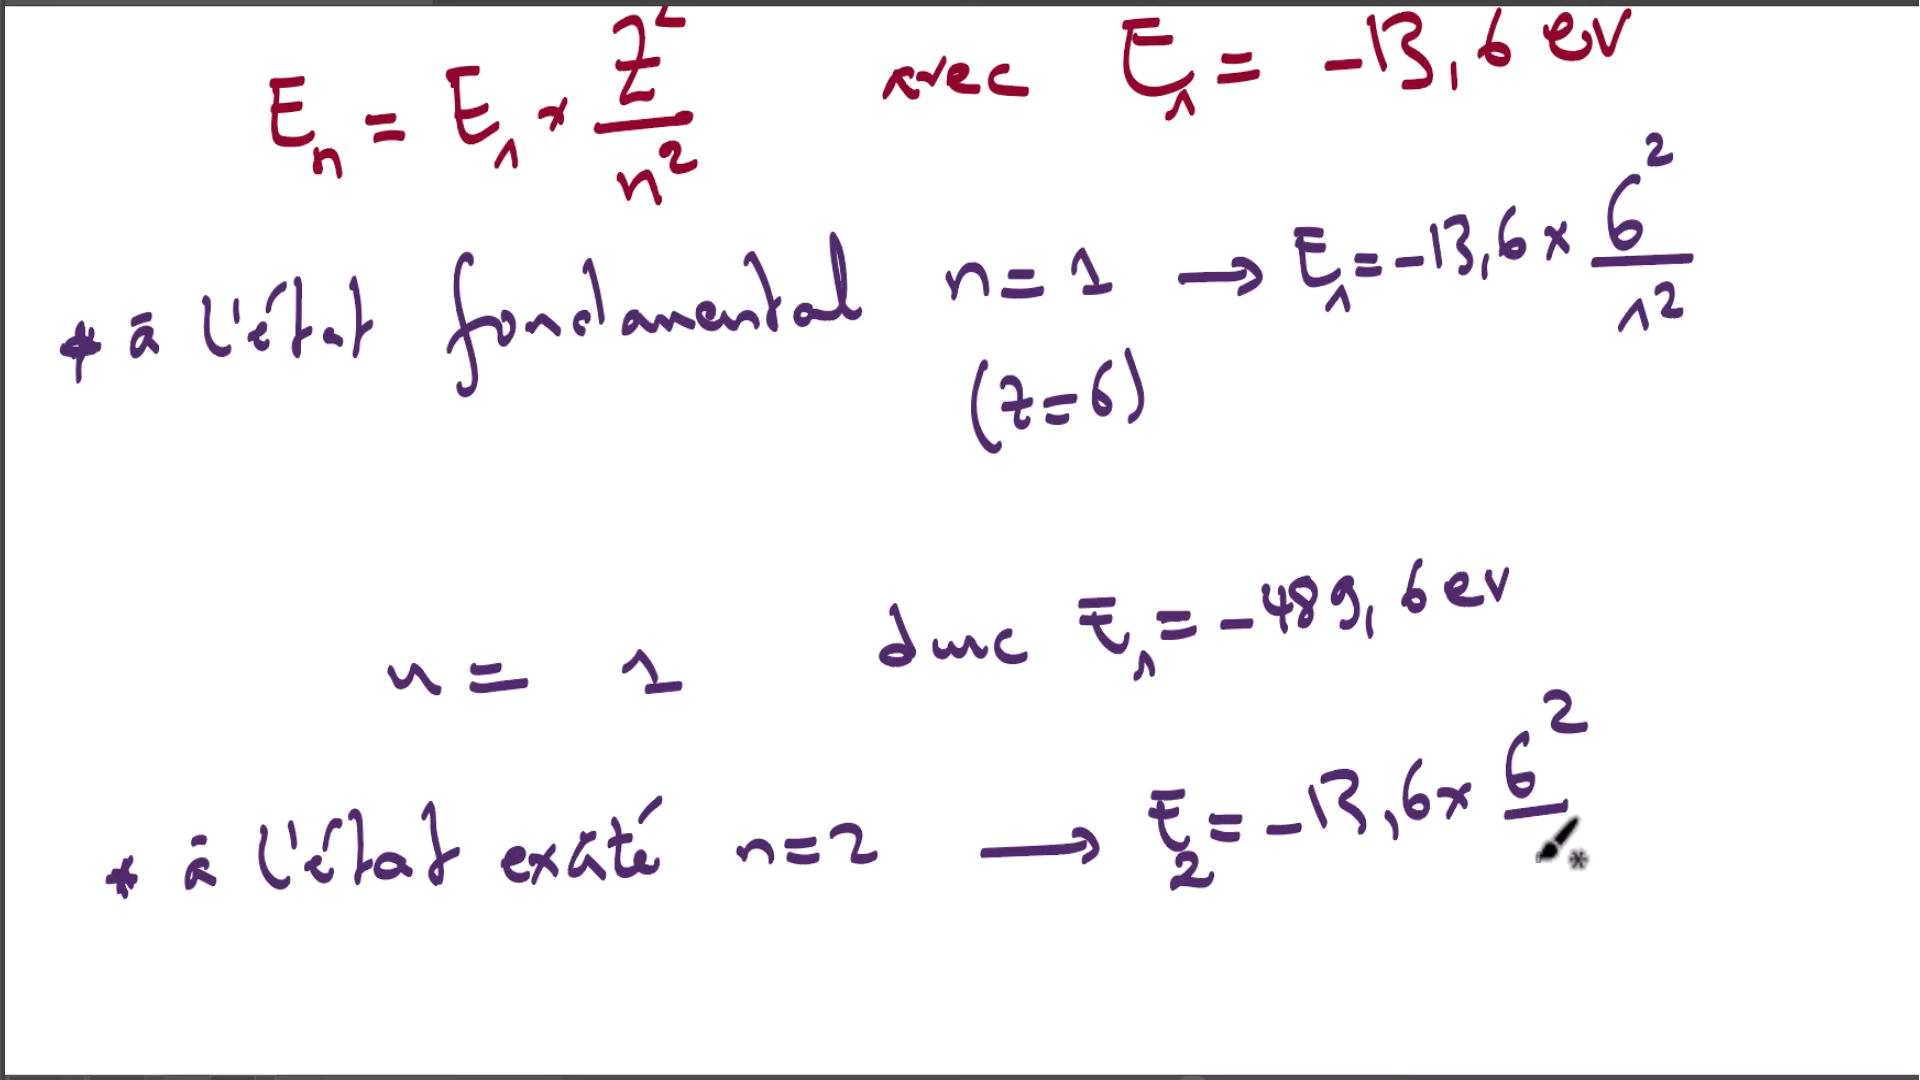 Eₙ = E₁ × Z²/n² avec E₁ = -13,6 ev
* à l'état fondamental n = 1 → E₁ = -13,6 × 6²/1²
(Z=6)
n = 1 donc E₁ = -489,6 ev
* à l'état exité n=2 → E₂ = -13,6 × 6²/